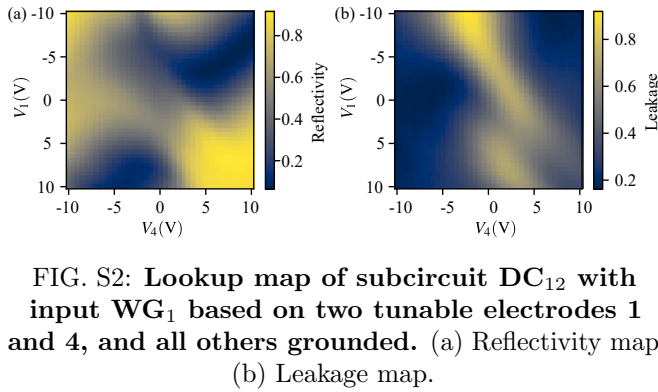 (a)
-10
-5
0
5
10
V₁(V)
-10
-5
0
5
10
V₄(V)
0.8
0.6
0.4
0.2
Reflectivity
(b)
-10
-5
0
5
10
V₁(V)
-10
-5
0
5
10
V₄(V)
0.8
0.6
0.4
0.2
Leakage
FIG. S2: Lookup map of subcircuit DC₁₂ with
input WG₁ based on two tunable electrodes 1
and 4, and all others grounded. (a) Reflectivity map
(b) Leakage map.